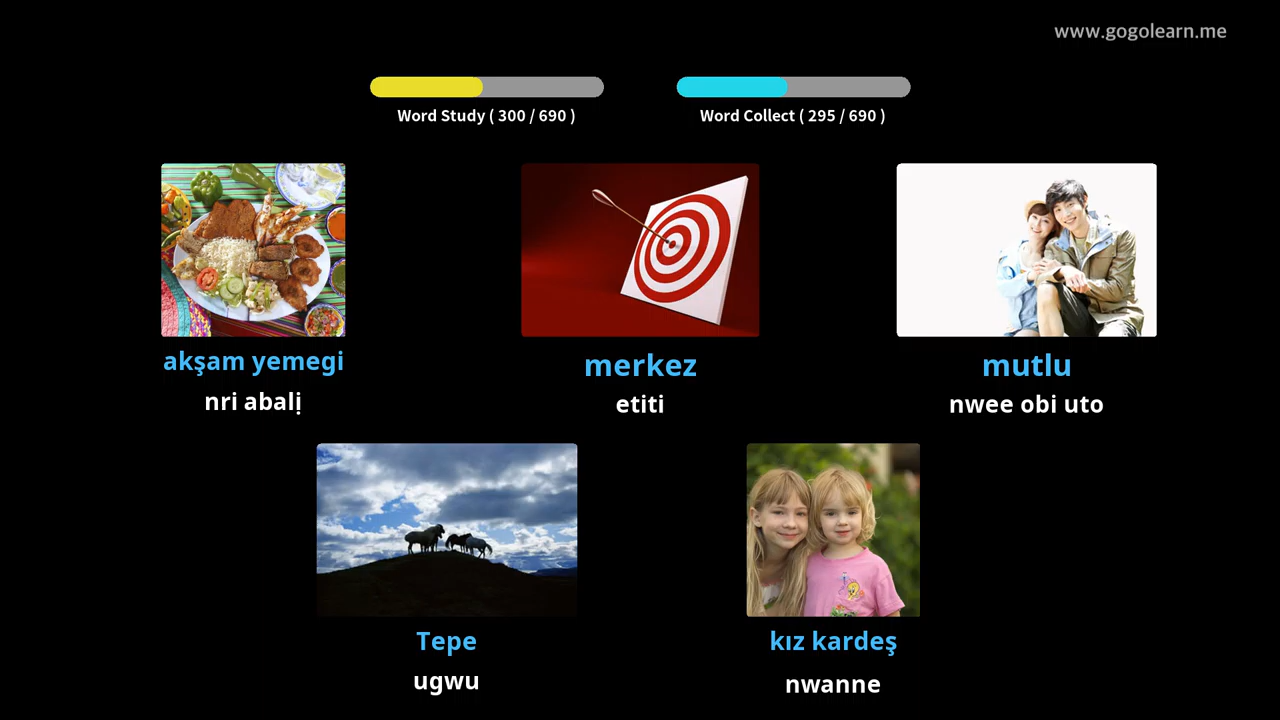 www.gogolearn.me
Word Study ( 300 / 690 )
Word Collect ( 295 / 690 )
akşam yemegi
nri abalị
merkez
etiti
mutlu
nwee obi uto
Tepe
ugwu
kız kardeş
nwanne